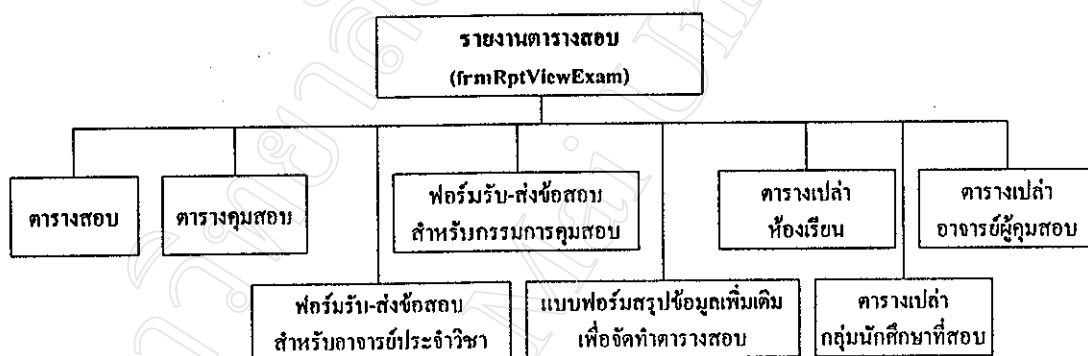 รายงานตารางสอบ
(frmRptViewExam)
ตารางสอบ
ตารางคุมสอบ
ฟอร์มรับ-ส่งข้อสอบ
สำหรับกรรมการคุมสอบ
ตารางเปล่า
ห้องเรียน
ตารางเปล่า
อาจารย์ผู้คุมสอบ
ฟอร์มรับ-ส่งข้อสอบ
สำหรับอาจารย์ประจำวิชา
แบบฟอร์มสรุปข้อมูลเพิ่มเติม
เพื่อจัดทำตารางสอบ
ตารางเปล่า
กลุ่มนักศึกษาที่สอบ